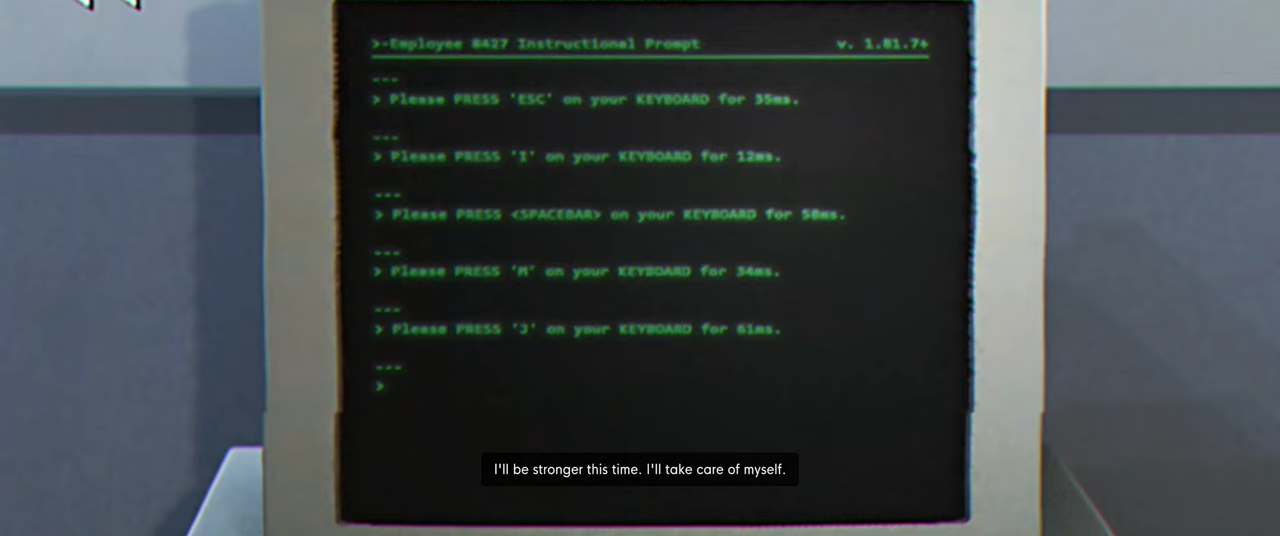 >-Employee #427 Instructional Prompt v. 1.81.7+
---
> Please PRESS 'ESC' on your KEYBOARD for 35ms.
---
> Please PRESS 'I' on your KEYBOARD for 12ms.
---
> Please PRESS <SPACEBAR> on your KEYBOARD for 58ms.
---
> Please PRESS 'M' on your KEYBOARD for 34ms.
---
> Please PRESS 'J' on your KEYBOARD for 61ms.
---
>
I'll be stronger this time. I'll take care of myself.